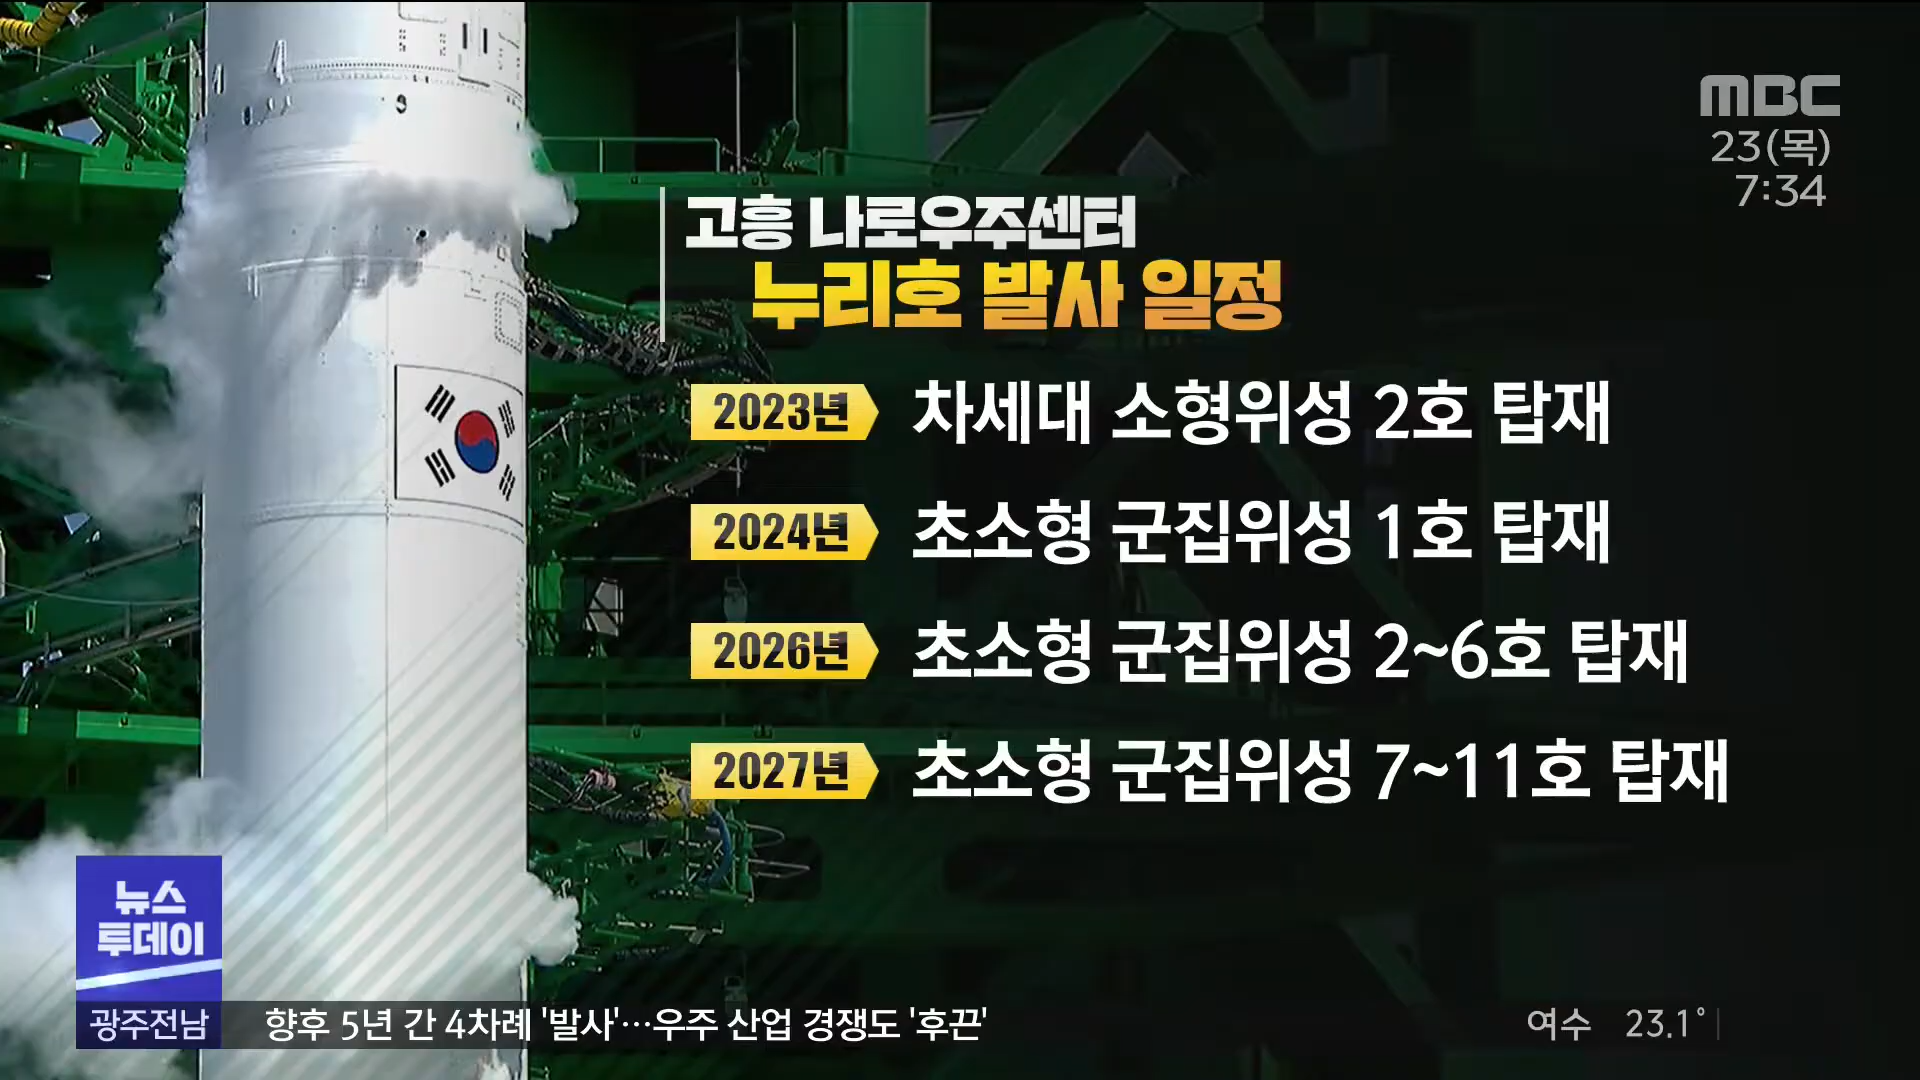 MBC
23(목)
7:34
고흥 나로우주센터
누리호 발사 일정
2023년 차세대 소형위성 2호 탑재
2024년 초소형 군집위성 1호 탑재
2026년 초소형 군집위성 2~6호 탑재
2027년 초소형 군집위성 7~11호 탑재
뉴스
투데이
광주전남 향후 5년 간 4차례 '발사'…우주 산업 경쟁도 '후끈' 여수 23.1°